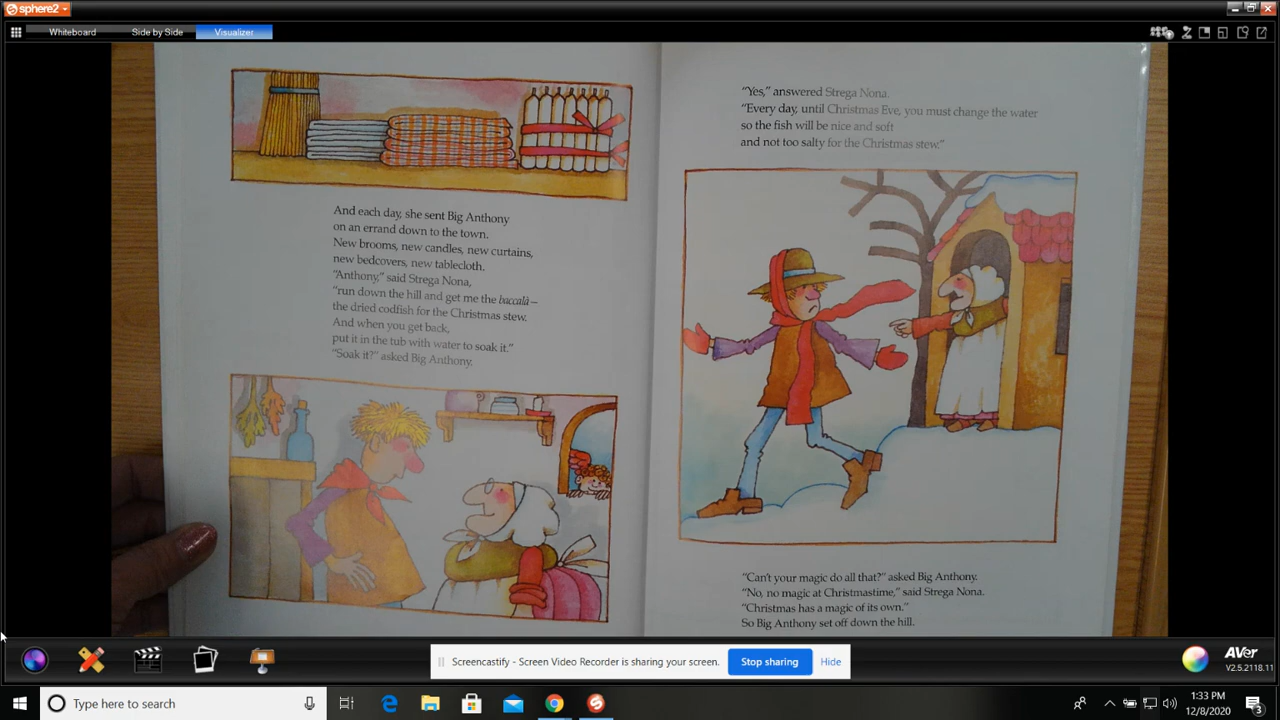 sphere2
Whiteboard
Side by Side
Visualizer
And each day, she sent Big Anthony
on an errand down to the town.
New brooms, new candles, new curtains,
new bedcovers, new tablecloth.
“Anthony,” said Strega Nona,
“run down the hill and get me the baccalà—
the dried codfish for the Christmas stew.
And when you get back,
put it in the tub with water to soak it.”
“Soak it?” asked Big Anthony.
“Yes,” answered Strega Nona.
“Every day, until Christmas Eve, you must change the water
so the fish will be nice and soft
and not too salty for the Christmas stew.”
“Can't your magic do all that?” asked Big Anthony.
“No, no magic at Christmastime,” said Strega Nona.
“Christmas has a magic of its own.”
So Big Anthony set off down the hill.
Screencastify - Screen Video Recorder is sharing your screen.
Stop sharing
Hide
AVer
V2.5.2118.11
Type here to search
1:33 PM
12/8/2020
3